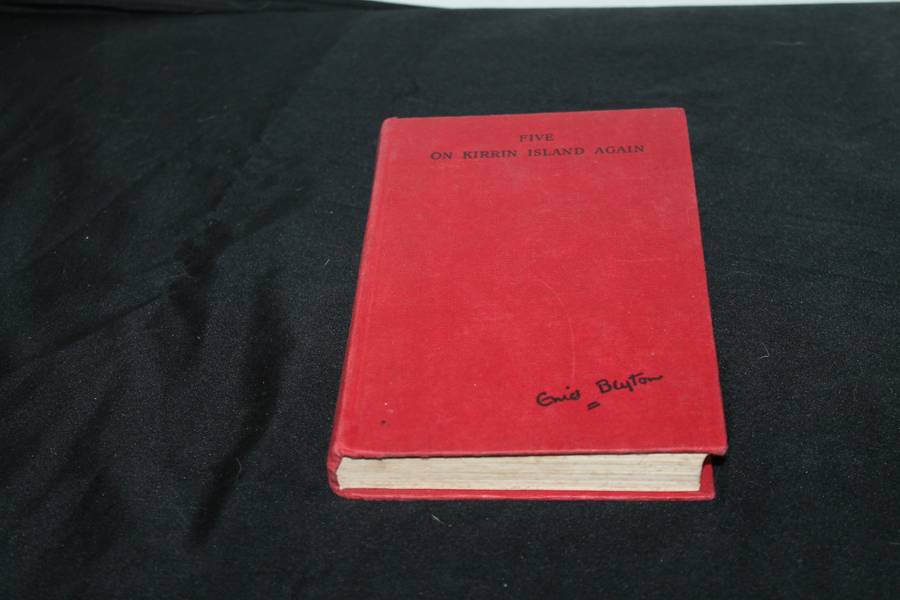 FIVE
ON KIRRIN ISLAND AGAIN
Enid Blyton